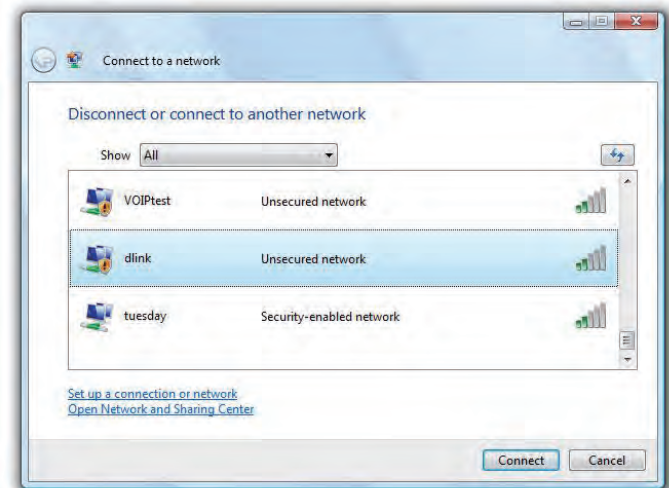 Connect to a network
Disconnect or connect to another network
Show All
VOIPtest Unsecured network
dlink Unsecured network
tuesday Security-enabled network
Set up a connection or network
Open Network and Sharing Center
Connect Cancel